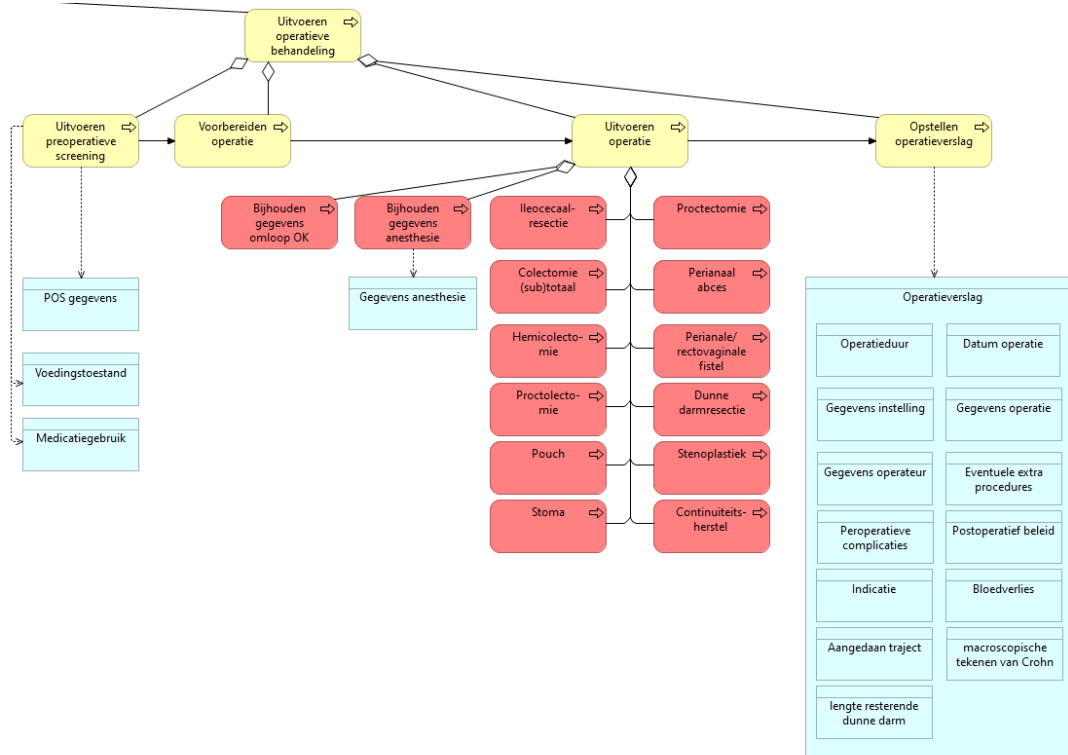 Uitvoeren
operatieve
behandeling
Uitvoeren
preoperatieve
screening
Voorbereiden
operatie
Uitvoeren
operatie
Opstellen
operatieverslag
Bijhouden
gegevens
omloop OK
Bijhouden
gegevens
anesthesie
Ileocecaal-
resectie
Proctectomie
POS gegevens
Gegevens anesthesie
Colectomie
(sub)totaal
Perianaal
abces
Operatieverslag
Voedingstoestand
Hemicolecto-
mie
Perianale/
rectovaginale
fistel
Operatieduur
Datum operatie
Medicatiegebruik
Proctolecto-
mie
Dunne
darmresectie
Gegevens instelling
Gegevens operatie
Pouch
Stenoplastiek
Gegevens operateur
Eventuele extra
procedures
Stoma
Continuiteits-
herstel
Peroperatieve
complicaties
Postoperatief beleid
Indicatie
Bloedverlies
Aangedaan traject
macroscopische
tekenen van Crohn
lengte resterende
dunne darm